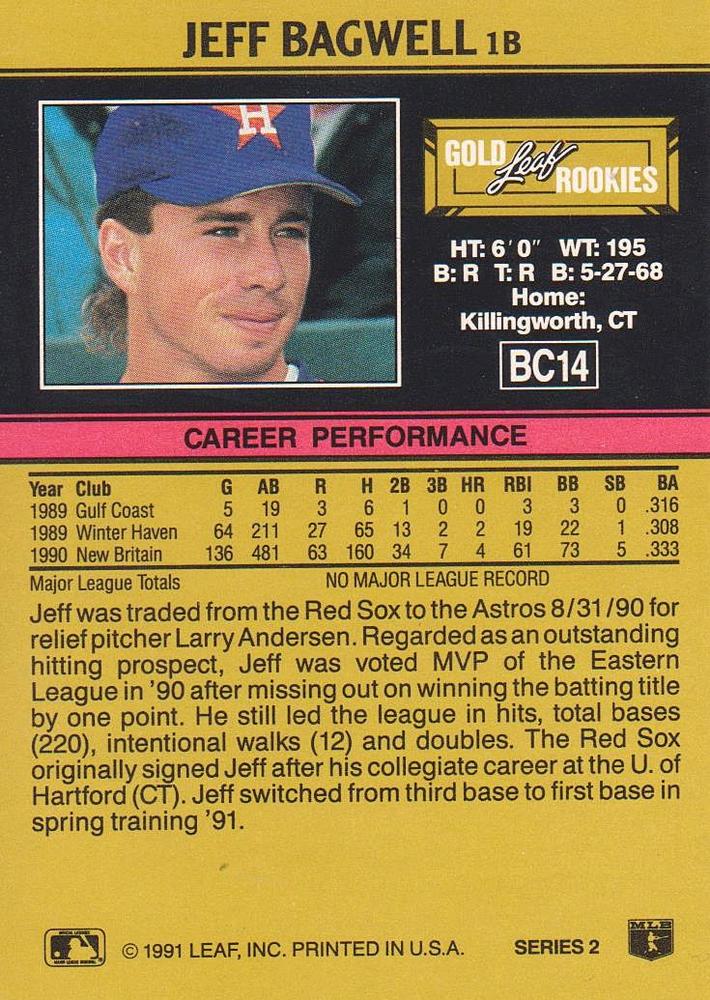 JEFF BAGWELL 1B
H
GOLD Leaf ROOKIES
HT: 6' 0" WT: 195
B: R T: R B: 5-27-68
Home:
Killingworth, CT
BC14
CAREER PERFORMANCE
Year Club G AB R H 2B 3B HR RBI BB SB BA
1989 Gulf Coast 5 19 3 6 1 0 0 3 3 0 .316
1989 Winter Haven 64 211 27 65 13 2 2 19 22 1 .308
1990 New Britain 136 481 63 160 34 7 4 61 73 5 .333
Major League Totals NO MAJOR LEAGUE RECORD
Jeff was traded from the Red Sox to the Astros 8/31/90 for
relief pitcher Larry Andersen. Regarded as an outstanding
hitting prospect, Jeff was voted MVP of the Eastern
League in '90 after missing out on winning the batting title
by one point. He still led the league in hits, total bases
(220), intentional walks (12) and doubles. The Red Sox
originally signed Jeff after his collegiate career at the U. of
Hartford (CT). Jeff switched from third base to first base in
spring training '91.
© 1991 LEAF, INC. PRINTED IN U.S.A. SERIES 2
MLB